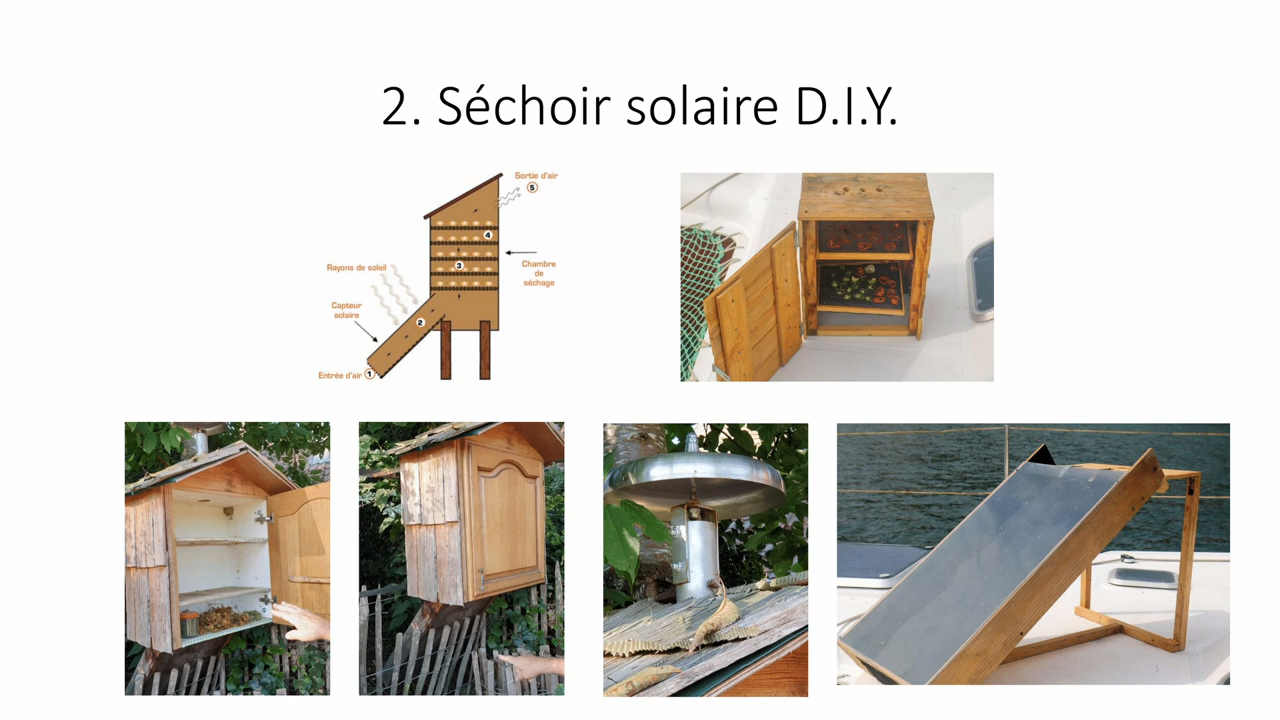 2. Séchoir solaire D.I.Y.
Sortie d'air
5
4
3
Rayons de soleil
Chambre
de
séchage
Capteur
solaire
2
Entrée d'air 1